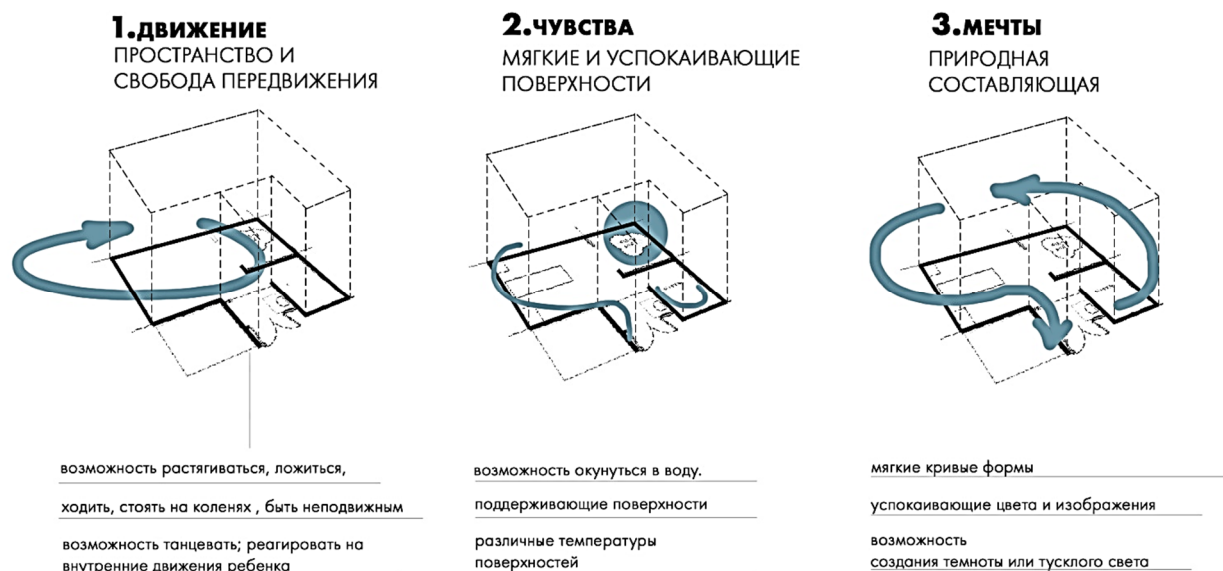 1.ДВИЖЕНИЕ
ПРОСТРАНСТВО И
СВОБОДА ПЕРЕДВИЖЕНИЯ
возможность растягиваться, ложиться,
ходить, стоять на коленях , быть неподвижным
возможность танцевать; реагировать на
внутренние движения ребенка
2.ЧУВСТВА
МЯГКИЕ И УСПОКАИВАЮЩИЕ
ПОВЕРХНОСТИ
возможность окунуться в воду.
поддерживающие поверхности
различные температуры
поверхностей
3.МЕЧТЫ
ПРИРОДНАЯ
СОСТАВЛЯЮЩАЯ
мягкие кривые формы
успокаивающие цвета и изображения
возможность
создания темноты или тусклого света